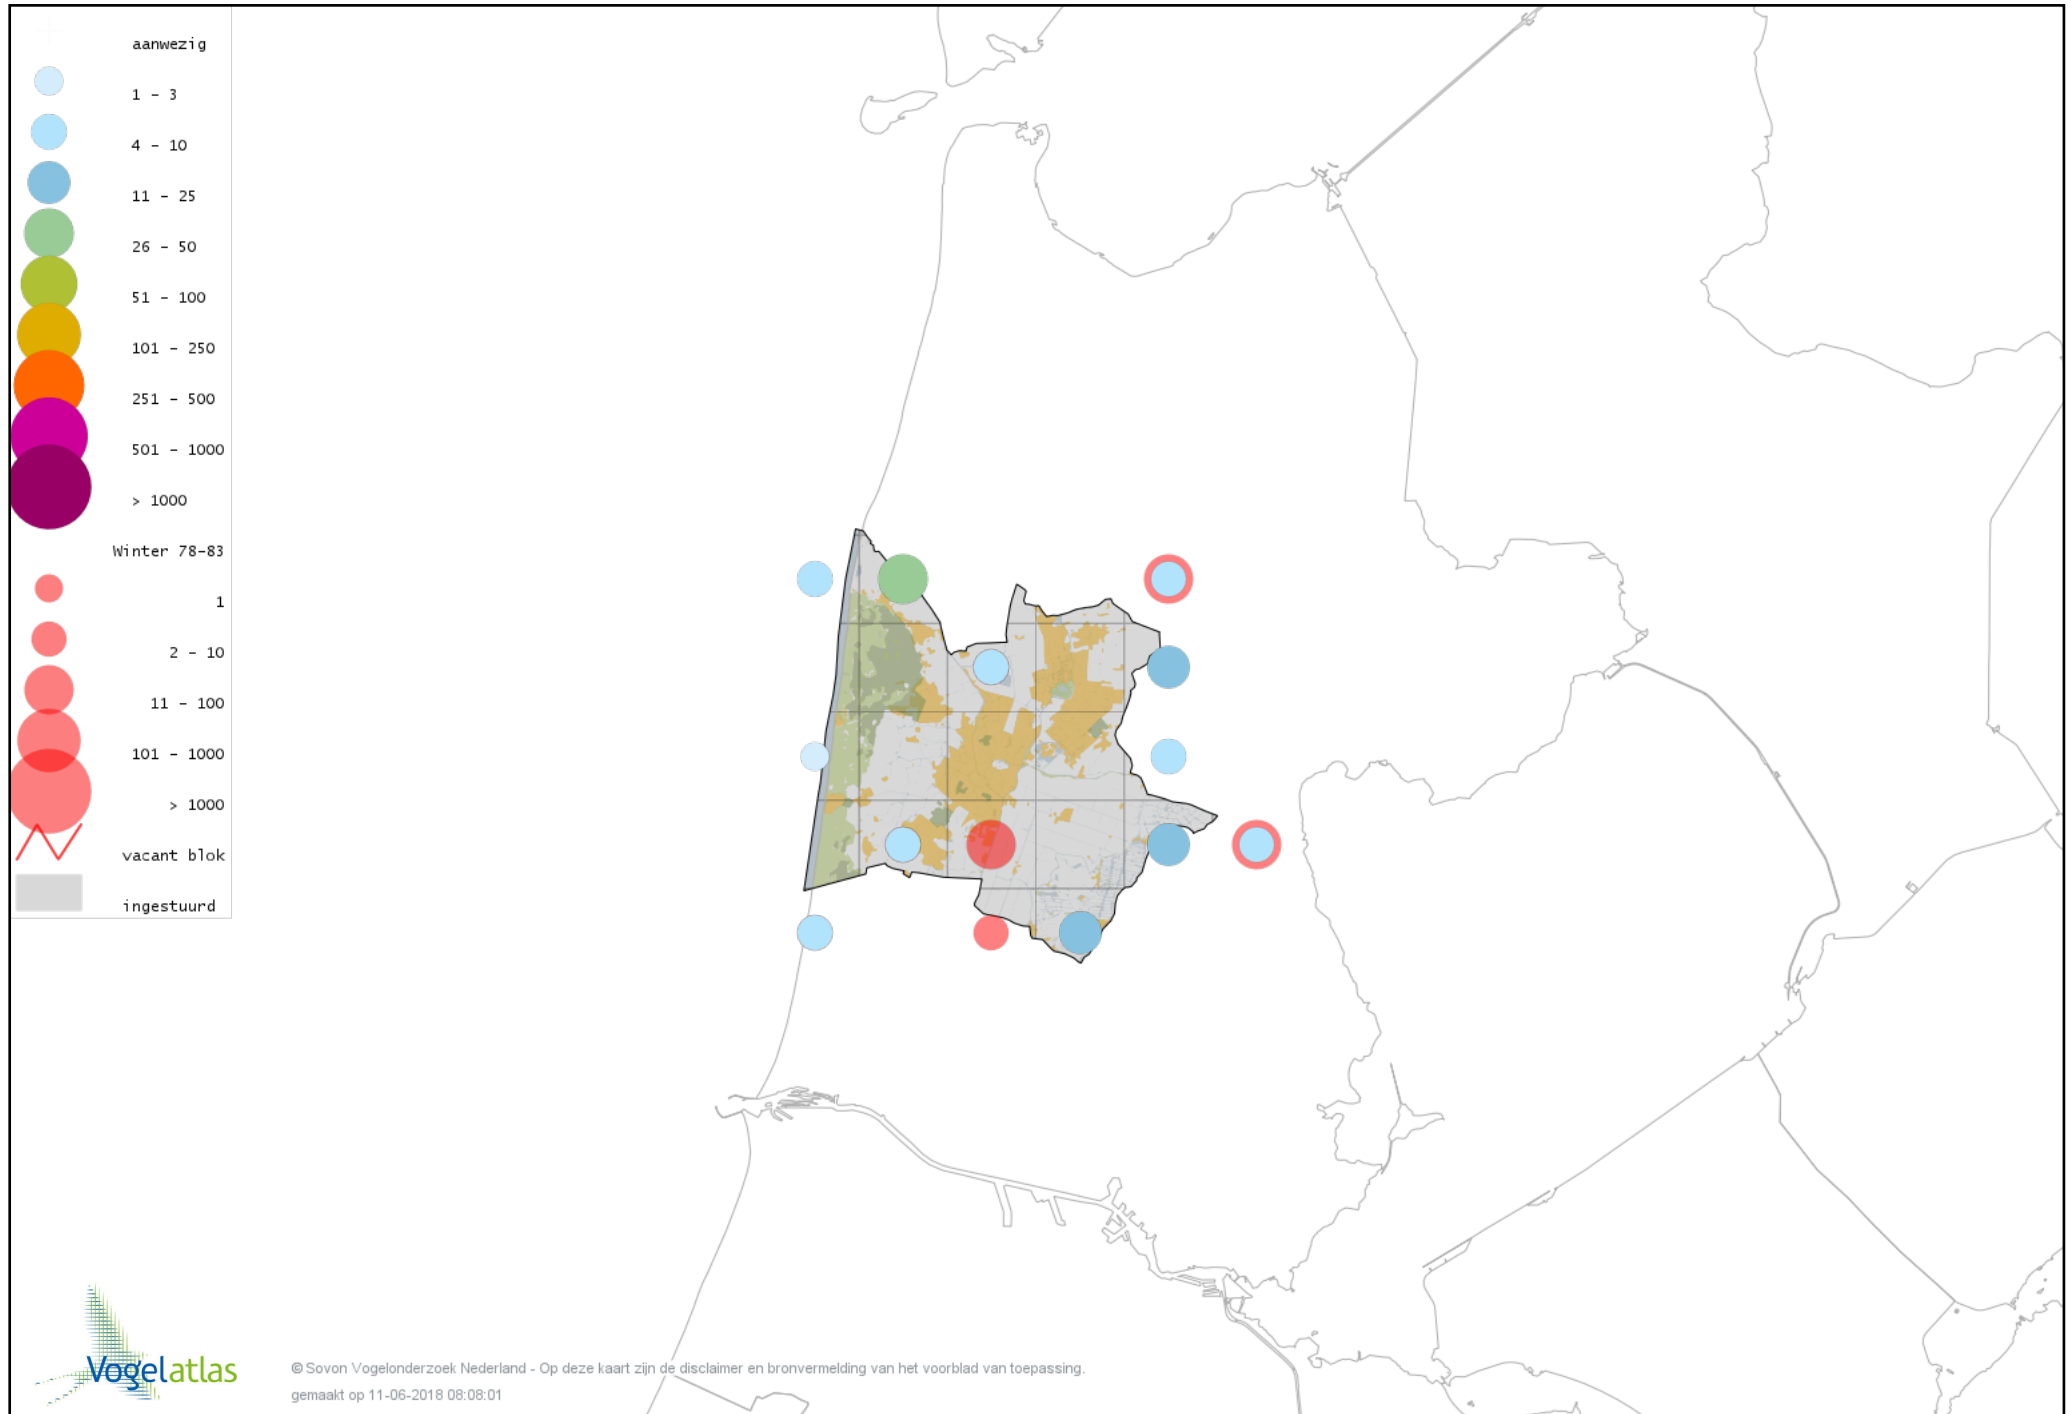 aanwezig
1 - 3
4 - 10
11 - 25
26 - 50
51 - 100
101 - 250
251 - 500
501 - 1000
> 1000
Winter 78-83
1
2 - 10
11 - 100
101 - 1000
> 1000
vacant blok
ingestuurd
Vogelatlas
© Sovon Vogelonderzoek Nederland - Op deze kaart zijn de disclaimer en bronvermelding van het voorblad van toepassing.
gemaakt op 11-06-2018 08:08:01